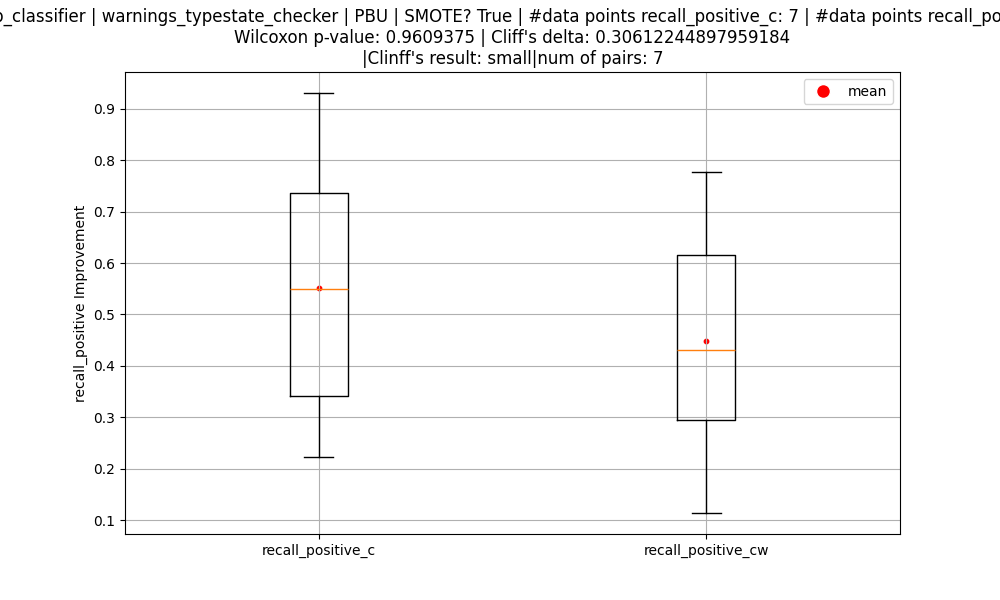 classifier | warnings_typestate_checker | PBU | SMOTE? True | #data points recall_positive_c: 7 | #data points
Wilcoxon p-value: 0.9609375 | Cliff's delta: 0.30612244897959184
|Clinff's result: small|num of pairs: 7
mean
0.9
0.8
0.7
0.6
0.5
0.4
0.3
0.2
0.1
recall_positive Improvement
recall_positive_c
recall_positive_cw